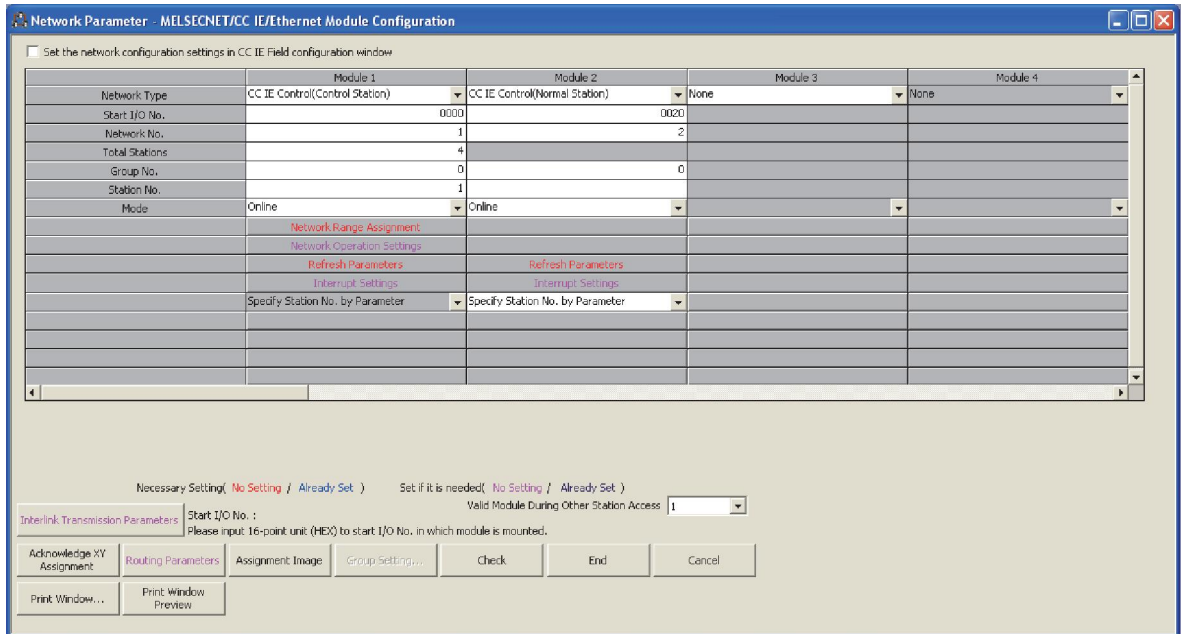 Network Parameter - MELSECNET/CC IE/Ethernet Module Configuration
Set the network configuration settings in CC IE Field configuration window
Module 1 Module 2 Module 3 Module 4
Network Type CC IE Control(Control Station) CC IE Control(Normal Station) None None
Start I/O No. 0000 0020
Network No. 1 2
Total Stations 4
Group No. 0 0
Station No. 1
Mode Online Online
Network Range Assignment
Network Operation Settings
Refresh Parameters Refresh Parameters
Interrupt Settings Interrupt Settings
Specify Station No. by Parameter Specify Station No. by Parameter
Necessary Setting( No Setting / Already Set ) Set if it is needed( No Setting / Already Set )
Valid Module During Other Station Access 1
Interlink Transmission Parameters Start I/O No. :
Please input 16-point unit (HEX) to start I/O No. in which module is mounted.
Acknowledge XY Assignment Routing Parameters Assignment Image Group Setting... Check End Cancel
Print Window... Print Window Preview